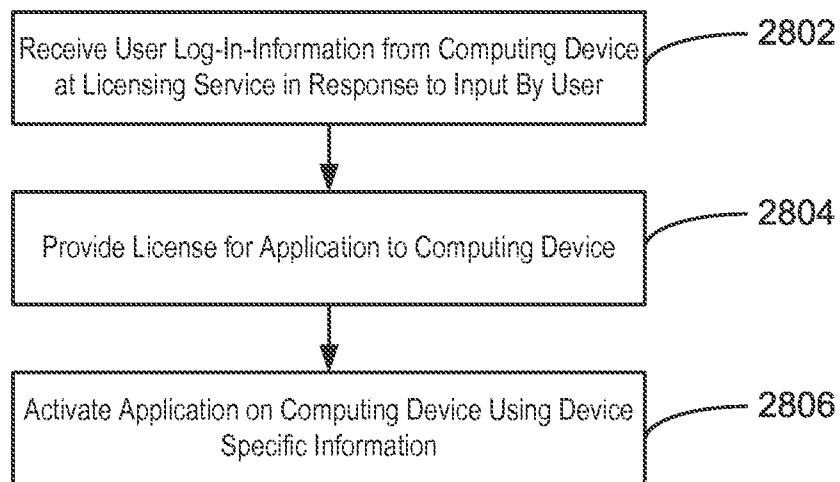 Receive User Log-In-Information from Computing Device
at Licensing Service in Response to Input By User
2802
Provide License for Application to Computing Device
2804
Activate Application on Computing Device Using Device
Specific Information
2806